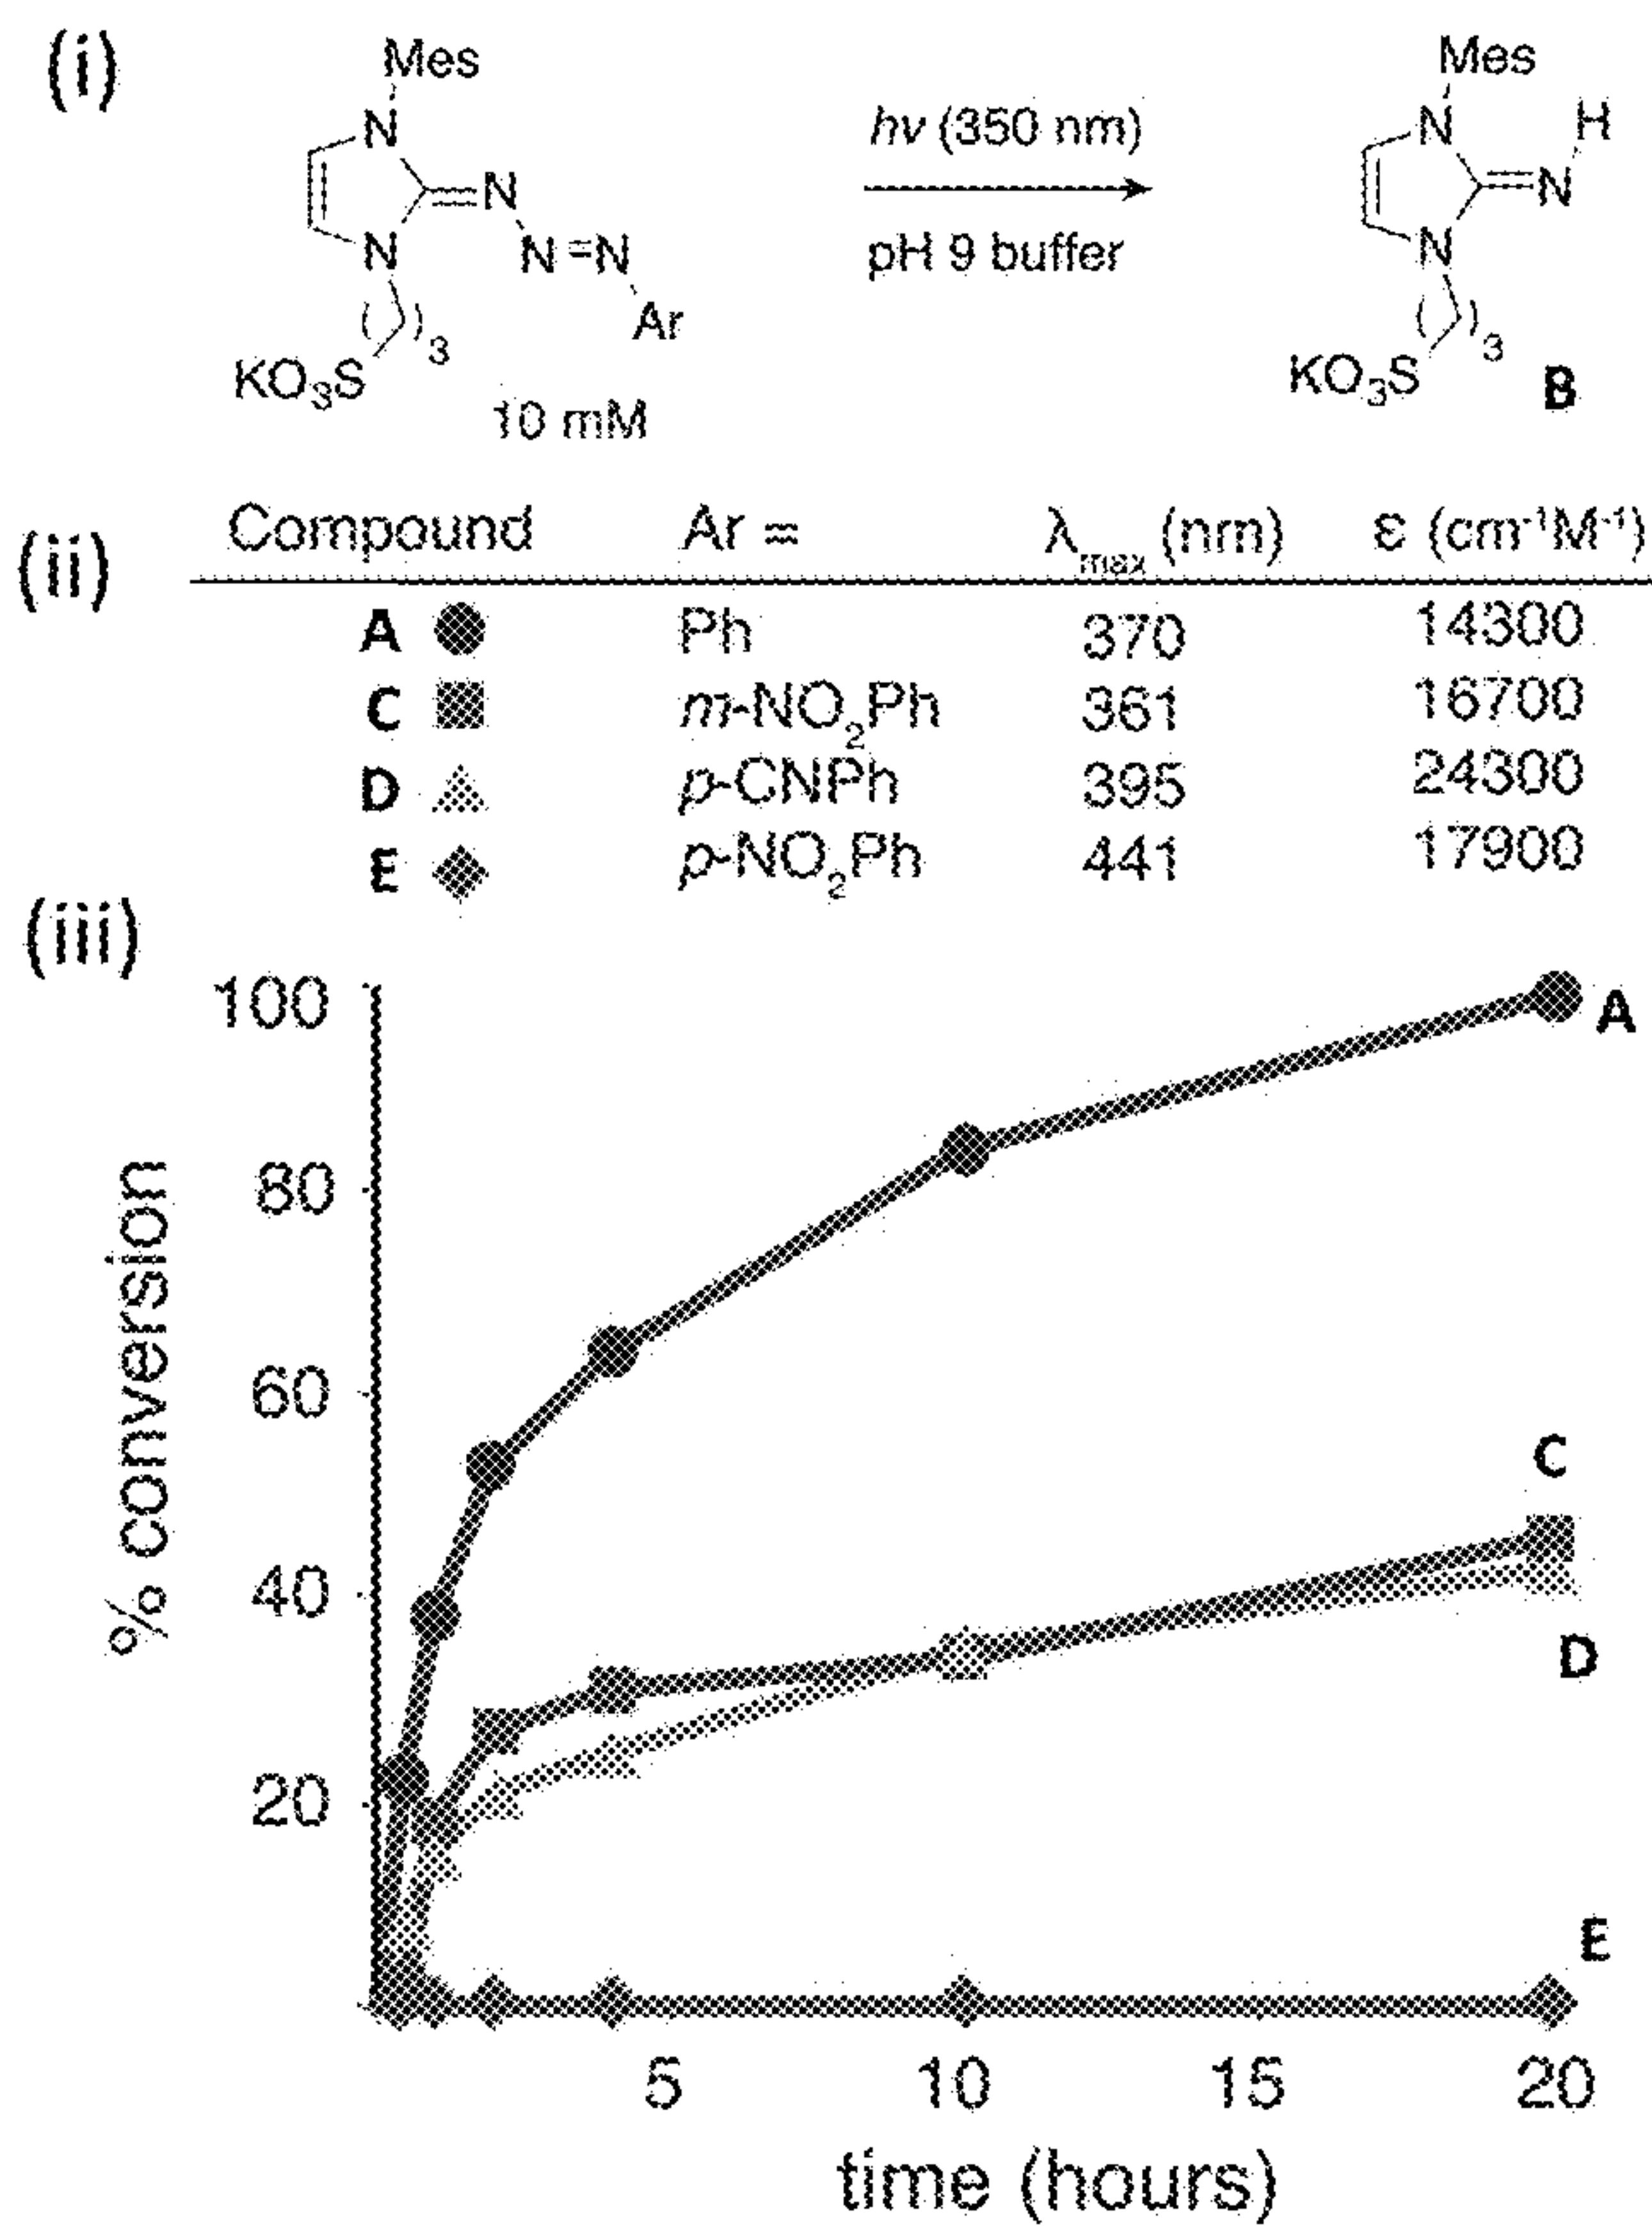 (i)
Mes
N
N
N
N=N
Ar
( )3
KO3S
10 mM
hν (350 nm)
pH 9 buffer
Mes
N
H
N
N
( )3
KO3S
B
(ii)
Compound Ar = λmax (nm) ε (cm-1M-1)
A Ph 370 14300
C m-NO2Ph 361 16700
D p-CNPh 395 24300
E p-NO2Ph 441 17900
(iii)
100
80
60
40
20
% conversion
A
C
D
E
5 10 15 20
time (hours)